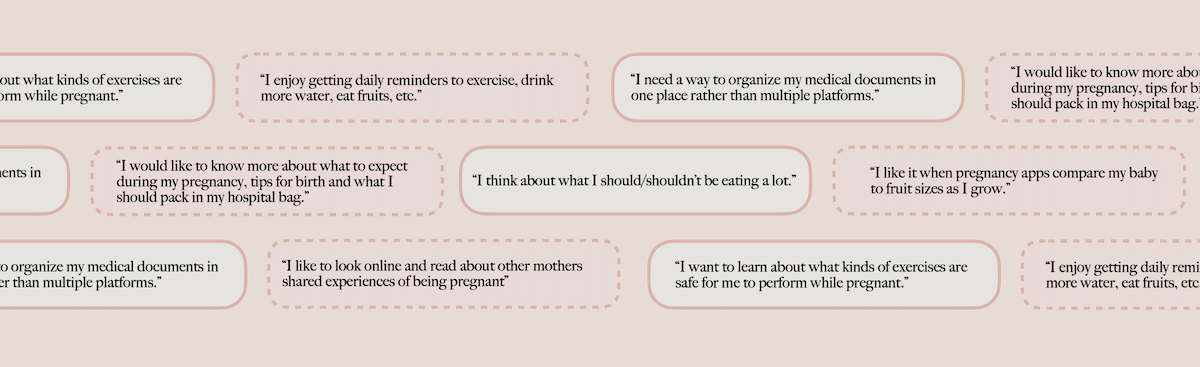 out what kinds of exercises are
orm while pregnant.”
“I enjoy getting daily reminders to exercise, drink
more water, eat fruits, etc.”
“I need a way to organize my medical documents in
one place rather than multiple platforms.”
“I would like to know more abou
during my pregnancy, tips for bi
should pack in my hospital bag.
ents in
“I would like to know more about what to expect
during my pregnancy, tips for birth and what I
should pack in my hospital bag.”
“I think about what I should/shouldn’t be eating a lot.”
“I like it when pregnancy apps compare my baby
to fruit sizes as I grow.”
o organize my medical documents in
er than multiple platforms.”
“I like to look online and read about other mothers
shared experiences of being pregnant”
“I want to learn about what kinds of exercises are
safe for me to perform while pregnant.”
“I enjoy getting daily remi
more water, eat fruits, etc